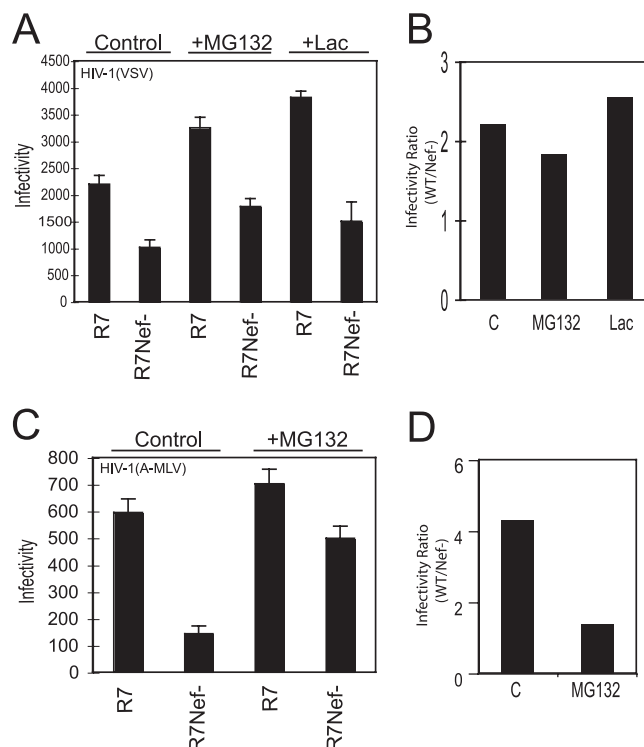 A
Control +MG132 +Lac
HIV-1(VSV)
Infectivity
4500
4000
3500
3000
2500
2000
1500
1000
500
0
R7 R7Nef- R7 R7Nef- R7 R7Nef-
B
Infectivity Ratio
(WT/Nef-)
3
2
1
0
C MG132 Lac
C
Control +MG132
HIV-1(A-MLV)
Infectivity
800
700
600
500
400
300
200
100
0
R7 R7Nef- R7 R7Nef-
D
Infectivity Ratio
(WT/Nef-)
6
4
2
0
C MG132